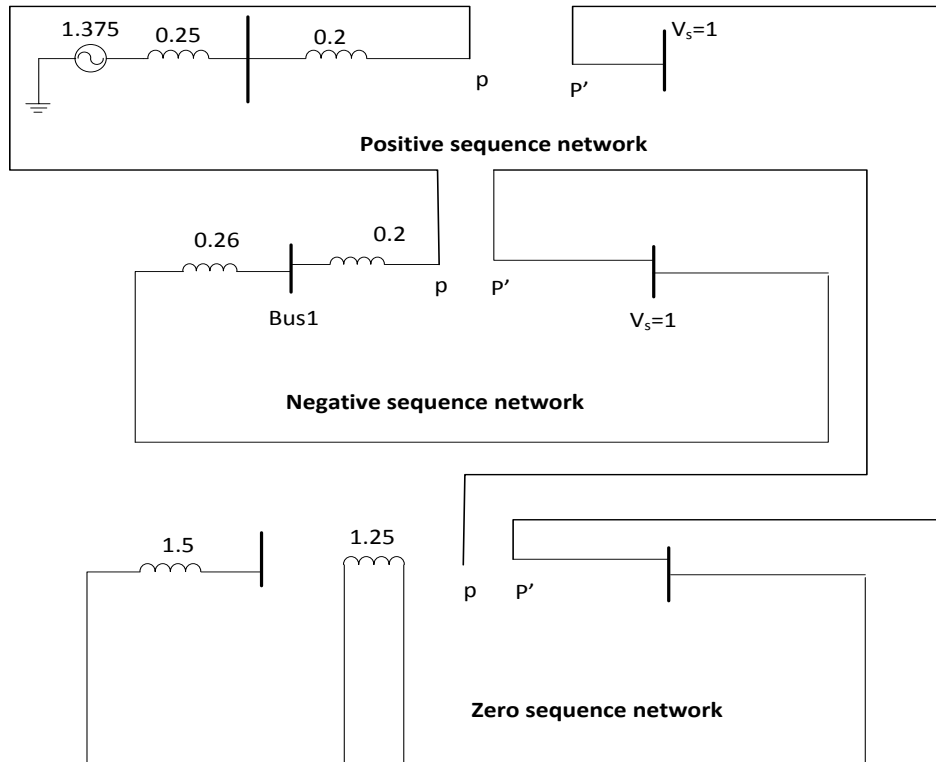 1.375
0.25
0.2
p
P’
Vs=1
Positive sequence network
0.26
0.2
Bus1
p
P’
Vs=1
Negative sequence network
1.5
1.25
p
P’
Zero sequence network